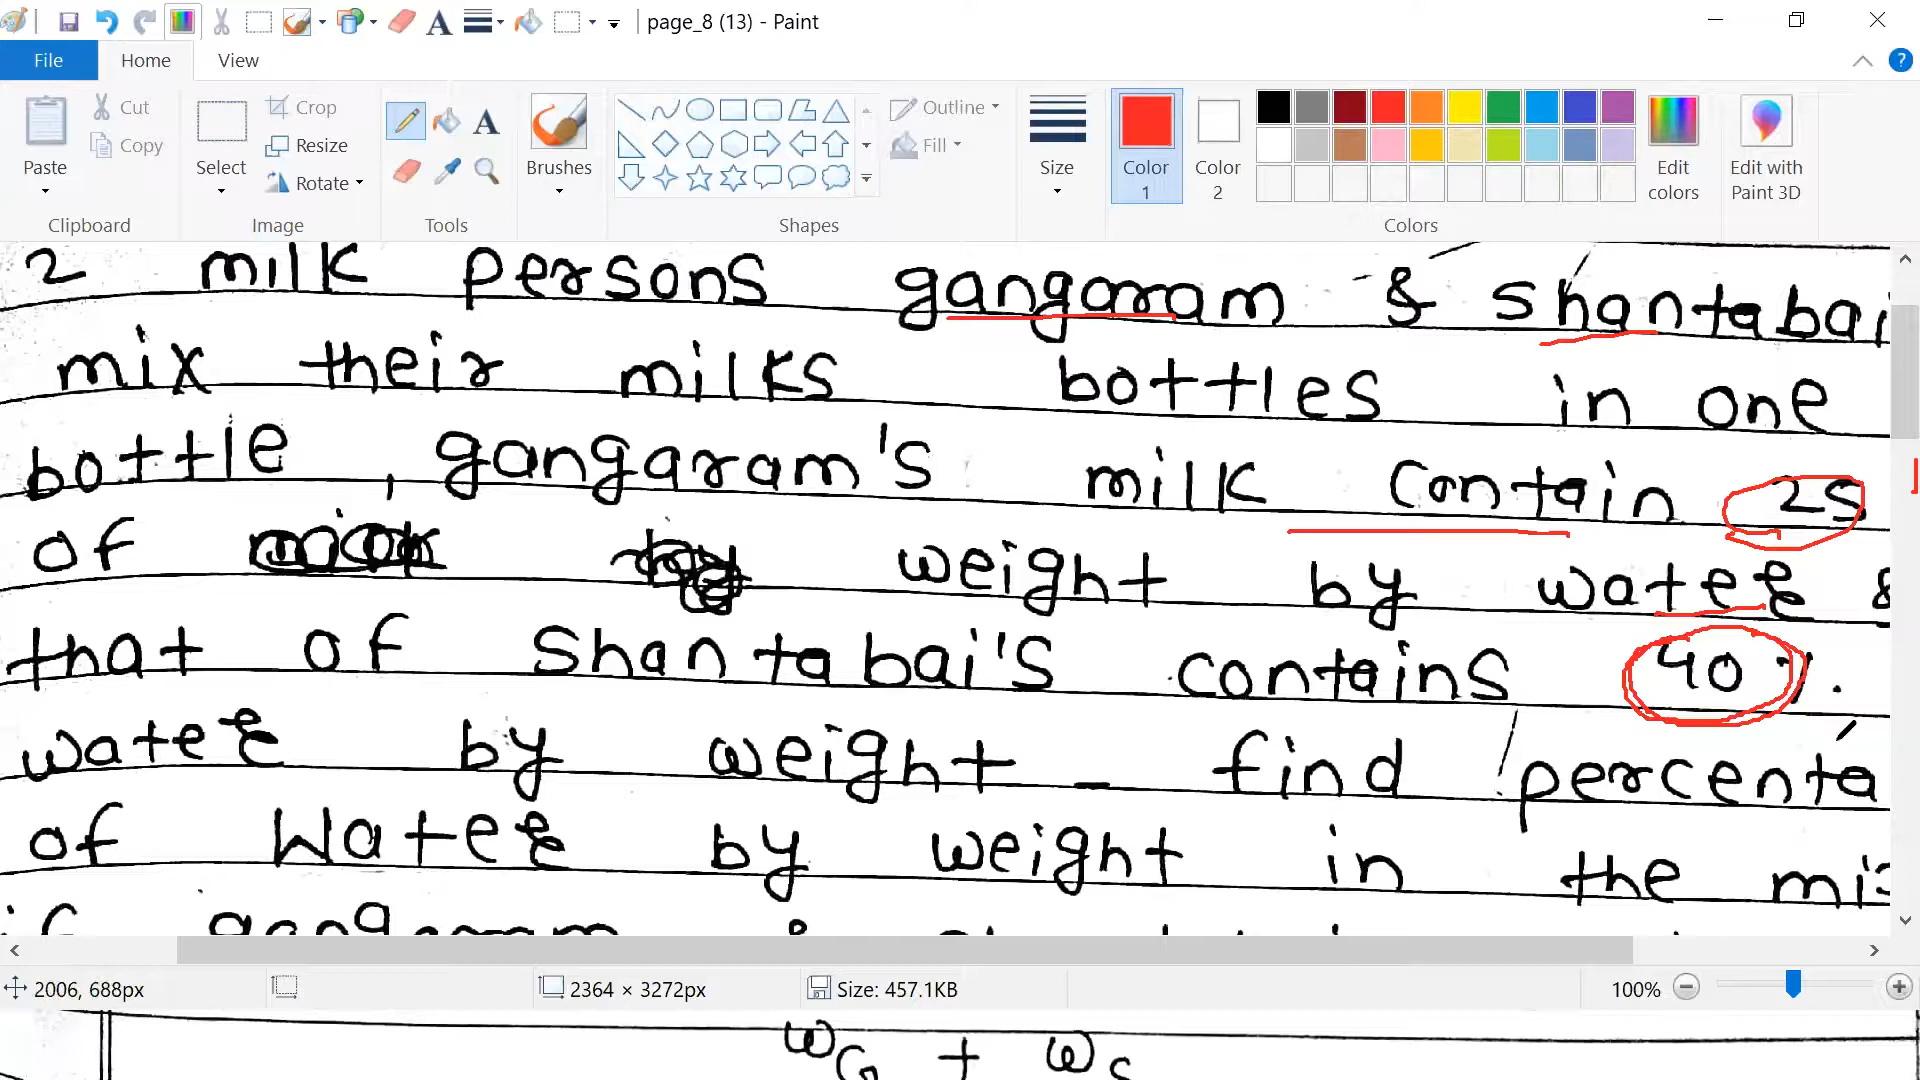 page_8 (13) - Paint
File Home View
Cut Crop Outline
Copy Resize Fill
Paste Select Rotate Brushes Size Color 1 Color 2 Edit colors Edit with Paint 3D
Clipboard Image Tools Shapes Colors
2 milk persons gangaram & shantabai
mix their milks bottles in one
bottle, gangaram's milk contain 25
of weight by water &
that of Shantabai's contains 40 %.
water by weight - find percenta
of Water by weight in the mi
if gangaram &
2006, 688px 2364 × 3272px Size: 457.1KB 100%
WG + WS